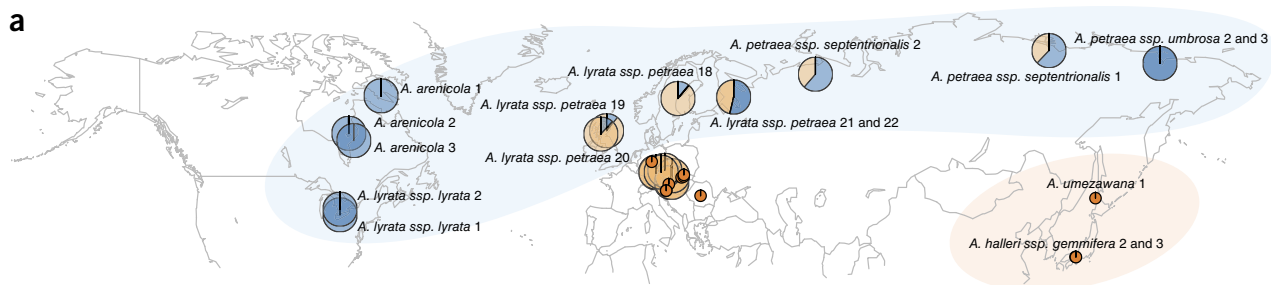 a
A. petraea ssp. septentrionalis 2
A. petraea ssp. umbrosa 2 and 3
A. lyrata ssp. petraea 18
A. petraea ssp. septentrionalis 1
A. arenicola 1
A. lyrata ssp. petraea 19
A. arenicola 2
A. lyrata ssp. petraea 21 and 22
A. arenicola 3
A. lyrata ssp. petraea 20
A. umezawana 1
A. lyrata ssp. lyrata 2
A. lyrata ssp. lyrata 1
A. halleri ssp. gemmifera 2 and 3